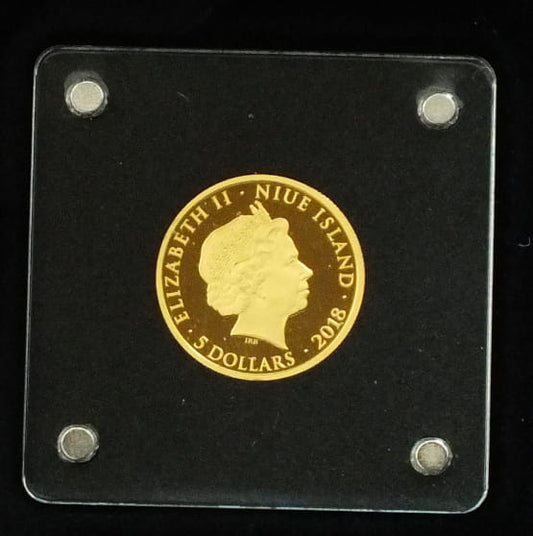 ELIZABETH II · NIUE ISLAND
· 5 DOLLARS · 2018 ·
IRB